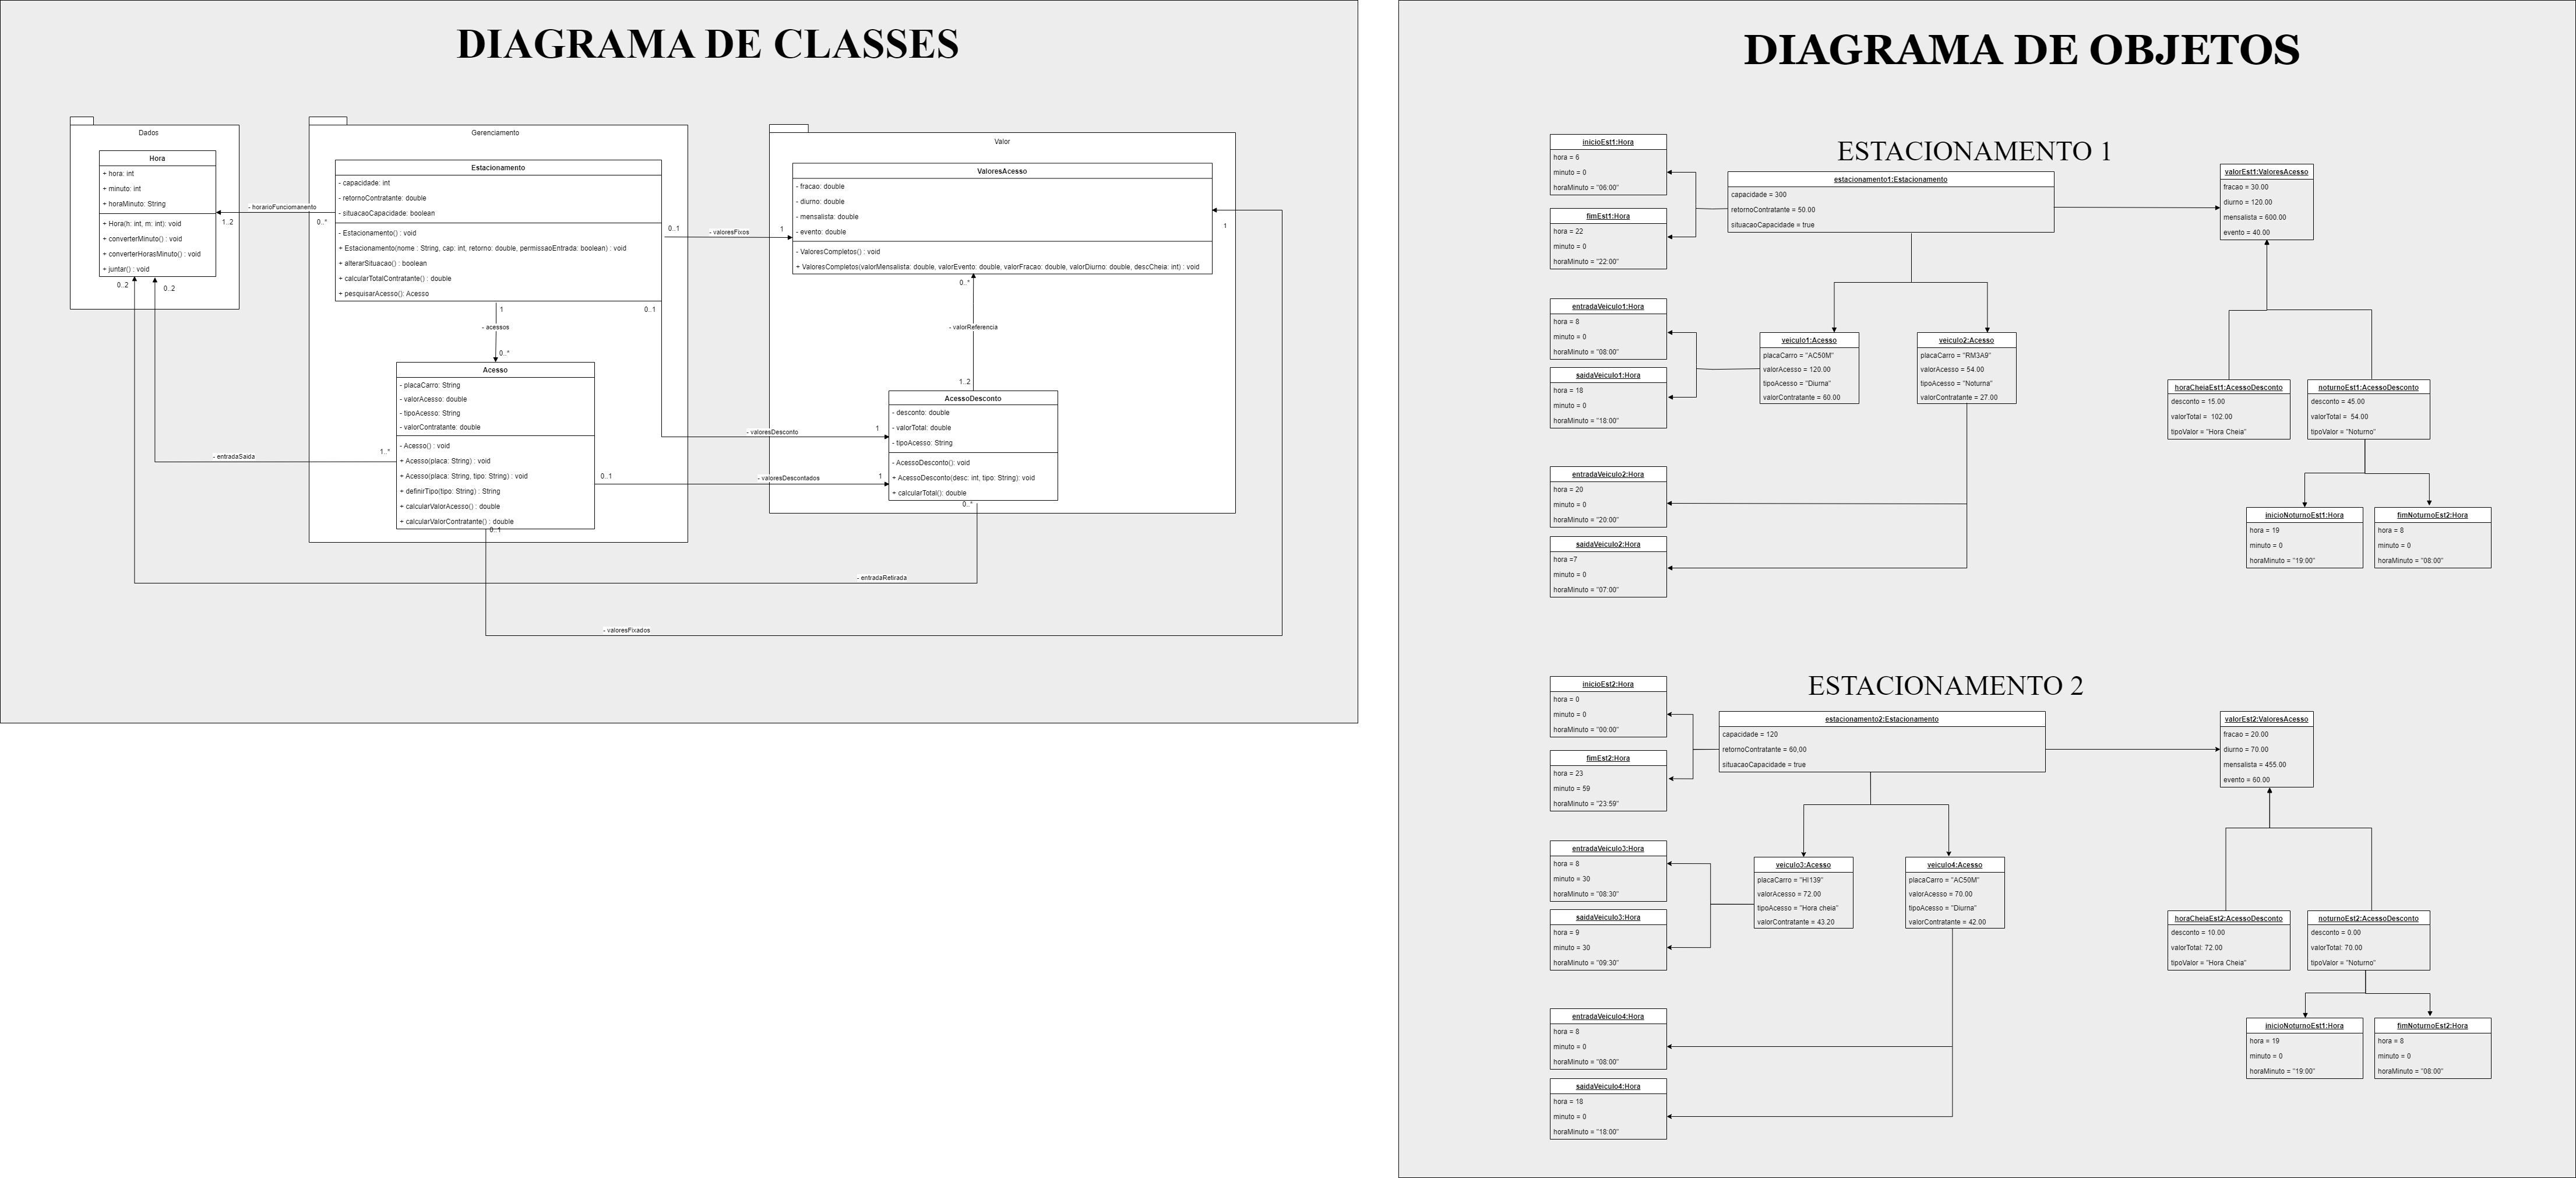 DIAGRAMA DE CLASSES
Dados
Hora
+ hora: int
+ minuto: int
+ horaMinuto: String
+ Hora(h: int, m: int): void
+ converterMinuto() : void
+ converterHorasMinuto() : void
+ juntar() : void
0..2
0..2
- horarioFuncionamento
1..2
0..*
Gerenciamento
Estacionamento
- capacidade: int
- retornoContratante: double
- situacaoCapacidade: boolean
- Estacionamento() : void
+ Estacionamento(nome : String, cap: int, retorno: double, permissaoEntrada: boolean) : void
+ alterarSituacao() : boolean
+ calcularTotalContratante() : double
+ pesquisarAcesso(): Acesso
0..1
- valoresFixos
1
1
0..1
- acessos
0..*
Acesso
- placaCarro: String
- valorAcesso: double
- tipoAcesso: String
- valorContratante: double
- Acesso() : void
+ Acesso(placa: String) : void
+ Acesso(placa: String, tipo: String) : void
+ definirTipo(tipo: String) : String
+ calcularValorAcesso() : double
+ calcularValorContratante() : double
1..*
- entradaSaida
0..1
0..1
Valor
ValoresAcesso
- fracao: double
- diurno: double
- mensalista: double
- evento: double
- ValoresCompletos() : void
+ ValoresCompletos(valorMensalista: double, valorEvento: double, valorFracao: double, valorDiurno: double, descCheia: int) : void
1
0..*
- valorReferencia
1..2
AcessoDesconto
- desconto: double
- valorTotal: double
- tipoAcesso: String
- AcessoDesconto(): void
+ AcessoDesconto(desc: int, tipo: String): void
+ calcularTotal(): double
- valoresDesconto
1
- valoresDescontados
1
0..*
- entradaRetirada
- valoresFixados
DIAGRAMA DE OBJETOS
ESTACIONAMENTO 1
inicioEst1:Hora
hora = 6
minuto = 0
horaMinuto = "06:00"
fimEst1:Hora
hora = 22
minuto = 0
horaMinuto = "22:00"
estacionamento1:Estacionamento
capacidade = 300
retornoContratante = 50.00
situacaoCapacidade = true
valorEst1:ValoresAcesso
fracao = 30.00
diurno = 120.00
mensalista = 600.00
evento = 40.00
entradaVeiculo1:Hora
hora = 8
minuto = 0
horaMinuto = "08:00"
saidaVeiculo1:Hora
hora = 18
minuto = 0
horaMinuto = "18:00"
veiculo1:Acesso
placaCarro = "AC50M"
valorAcesso = 120.00
tipoAcesso = "Diurna"
valorContratante = 60.00
veiculo2:Acesso
placaCarro = "RM3A9"
valorAcesso = 54.00
tipoAcesso = "Noturna"
valorContratante = 27.00
horaCheiaEst1:AcessoDesconto
desconto = 15.00
valorTotal =  102.00
tipoValor = "Hora Cheia"
noturnoEst1:AcessoDesconto
desconto = 45.00
valorTotal =  54.00
tipoValor = "Noturno"
entradaVeiculo2:Hora
hora = 20
minuto = 0
horaMinuto = "20:00"
saidaVeiculo2:Hora
hora =7
minuto = 0
horaMinuto = "07:00"
inicioNoturnoEst1:Hora
hora = 19
minuto = 0
horaMinuto = "19:00"
fimNoturnoEst2:Hora
hora = 8
minuto = 0
horaMinuto = "08:00"
ESTACIONAMENTO 2
inicioEst2:Hora
hora = 0
minuto = 0
horaMinuto = "00:00"
fimEst2:Hora
hora = 23
minuto = 59
horaMinuto = "23:59"
estacionamento2:Estacionamento
capacidade = 120
retornoContratante = 60,00
situacaoCapacidade = true
valorEst2:ValoresAcesso
fracao = 20.00
diurno = 70.00
mensalista = 455.00
evento = 60.00
entradaVeiculo3:Hora
hora = 8
minuto = 30
horaMinuto = "08:30"
saidaVeiculo3:Hora
hora = 9
minuto = 30
horaMinuto = "09:30"
veiculo3:Acesso
placaCarro = "HI139"
valorAcesso = 72.00
tipoAcesso = "Hora cheia"
valorContratante = 43.20
veiculo4:Acesso
placaCarro = "AC50M"
valorAcesso = 70.00
tipoAcesso = "Diurna"
valorContratante = 42.00
horaCheiaEst2:AcessoDesconto
desconto = 10.00
valorTotal: 72.00
tipoValor = "Hora Cheia"
noturnoEst2:AcessoDesconto
desconto = 0.00
valorTotal: 70.00
tipoValor = "Noturno"
entradaVeiculo4:Hora
hora = 8
minuto = 0
horaMinuto = "08:00"
saidaVeiculo4:Hora
hora = 18
minuto = 0
horaMinuto = "18:00"
inicioNoturnoEst1:Hora
hora = 19
minuto = 0
horaMinuto = "19:00"
fimNoturnoEst2:Hora
hora = 8
minuto = 0
horaMinuto = "08:00"